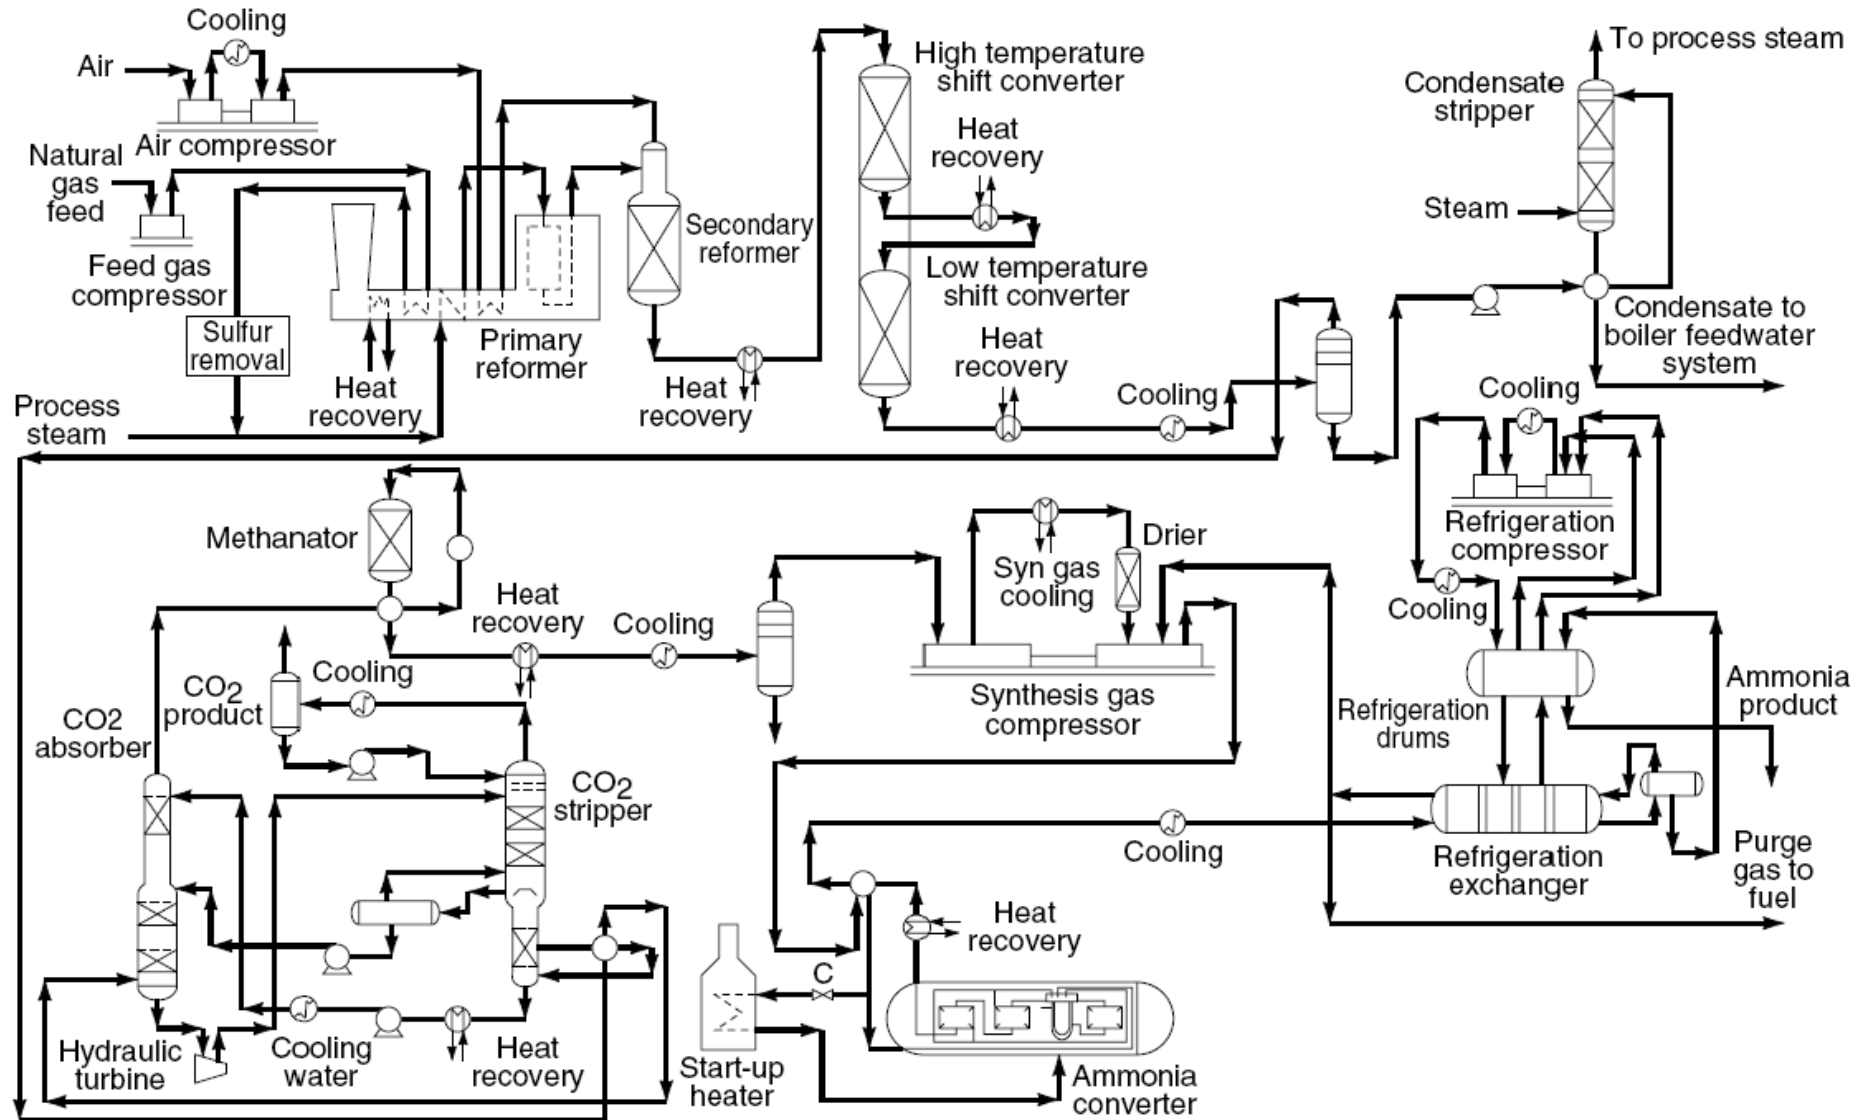 Cooling
Air
Air compressor
Natural
gas
feed
Feed gas
compressor
Sulfur
removal
Process
steam
Heat
recovery
Primary
reformer
Secondary
reformer
Heat
recovery
High temperature
shift converter
Heat
recovery
Low temperature
shift converter
Heat
recovery
Cooling
To process steam
Condensate
stripper
Steam
Condensate to
boiler feedwater
system
Cooling
Refrigeration
compressor
Cooling
Methanator
Heat
recovery
Cooling
Syn gas
cooling
Drier
Synthesis gas
compressor
CO2
product
Cooling
CO2
absorber
CO2
stripper
Refrigeration
drums
Ammonia
product
Refrigeration
exchanger
Purge
gas to
fuel
Cooling
Heat
recovery
C
Hydraulic
turbine
Cooling
water
Heat
recovery
Start-up
heater
Ammonia
converter